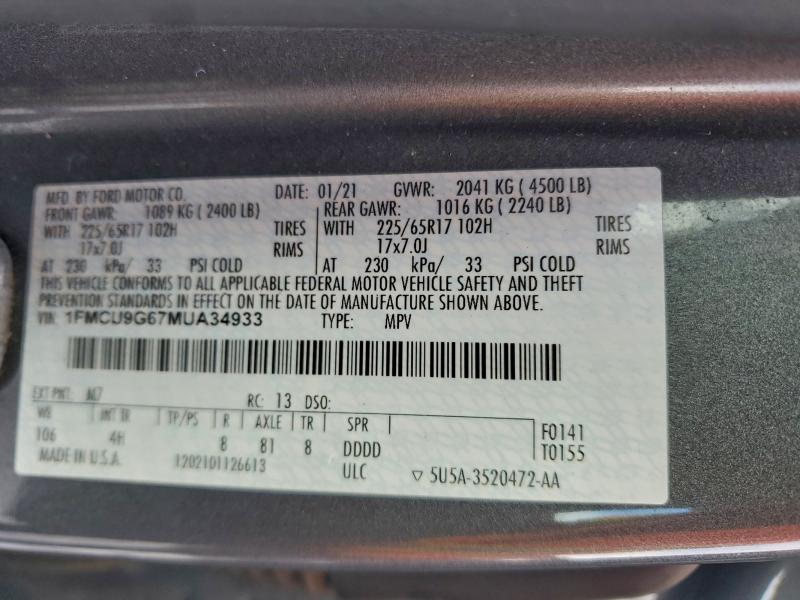 MFD. BY FORD MOTOR CO. DATE: 01/21 GVWR: 2041 KG ( 4500 LB)
FRONT GAWR: 1089 KG ( 2400 LB) REAR GAWR: 1016 KG ( 2240 LB)
WITH 225/65R17 102H TIRES WITH 225/65R17 102H TIRES
17x7.0J RIMS 17x7.0J RIMS
AT 230 kPa/ 33 PSI COLD AT 230 kPa/ 33 PSI COLD
THIS VEHICLE CONFORMS TO ALL APPLICABLE FEDERAL MOTOR VEHICLE SAFETY AND THEFT
PREVENTION STANDARDS IN EFFECT ON THE DATE OF MANUFACTURE SHOWN ABOVE.
VIN: 1FMCU9G67MUA34933 TYPE: MPV
EXT PNT: M7 RC: 13 DSO:
WB INT TR TP/PS R AXLE TR SPR
106 4H 8 81 8 DDDD F0141
MADE IN U.S.A. 1202101126613 ULC T0155
▽ 5U5A-3520472-AA